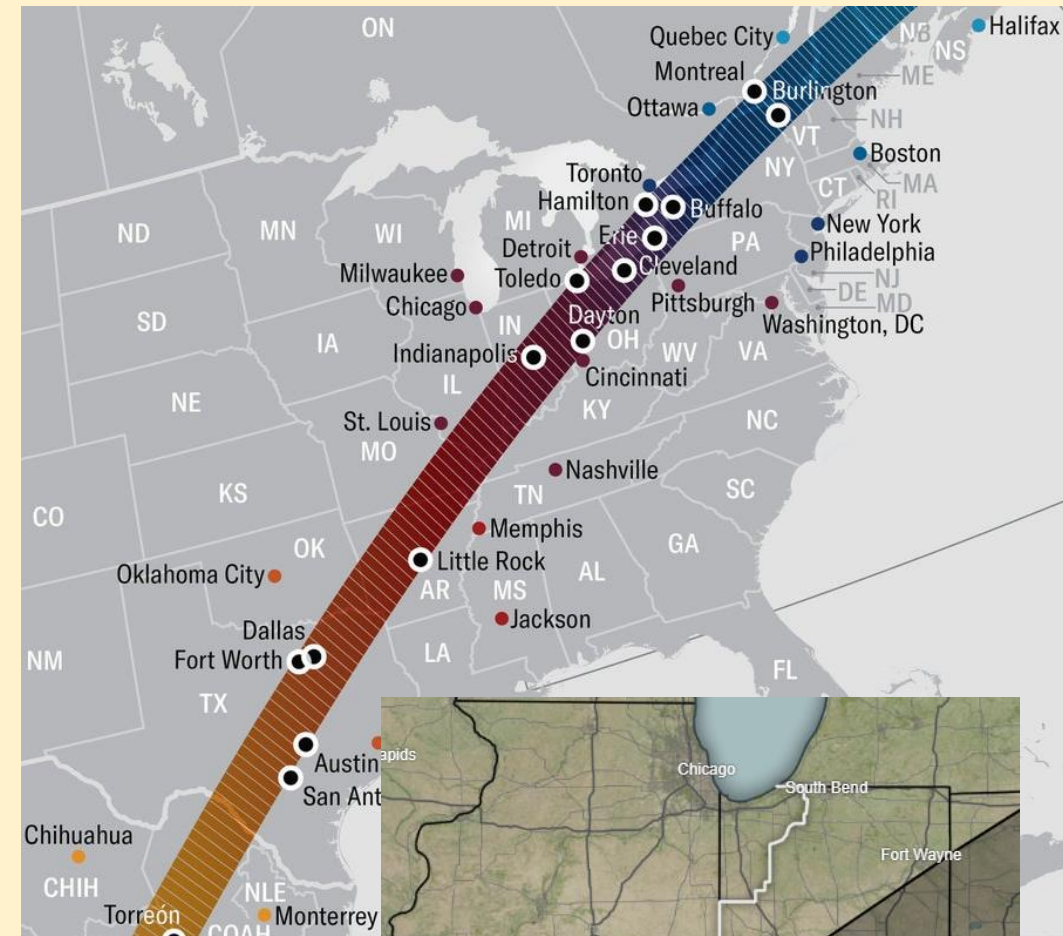 ON
Quebec City
Halifax
NB
NS
Montreal
ME
Burlington
Ottawa
NH
VT
Boston
Toronto
NY
MA
CT
RI
Hamilton
Buffalo
ND
MN
WI
MI
New York
Erie
PA
Detroit
Philadelphia
Milwaukee
Toledo
Cleveland
NJ
DE
Chicago
Pittsburgh
MD
SD
IN
Dayton
Washington, DC
IA
OH
Indianapolis
WV
VA
IL
Cincinnati
NE
KY
St. Louis
NC
MO
Nashville
KS
TN
SC
CO
Memphis
OK
GA
Little Rock
Oklahoma City
AL
AR
MS
Jackson
Dallas
NM
Fort Worth
LA
FL
TX
Austin
apids
Chicago
San Ant
South Bend
Chihuahua
Fort Wayne
CHIH
NLE
Torreón
Monterrey
COAH